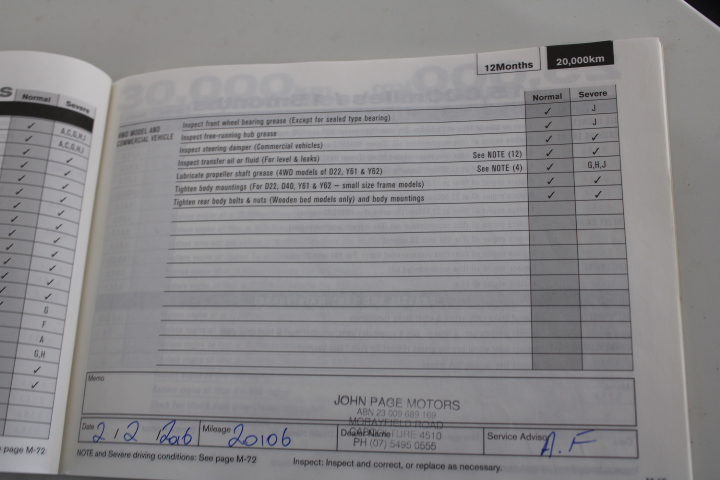 s
Normal Severe
✓ A,C,G,H,I
✓ A,C,G,H,I
✓ ✓
✓ ✓
✓ ✓
✓ ✓
✓ ✓
✓ ✓
✓ ✓
✓ ✓
✓ ✓
✓ ✓
✓ G
F
A
G,H
✓
✓
page M-72
12Months 20,000km
Normal Severe
4WD MODEL AND
COMMERCIAL VEHICLE
Inspect front wheel bearing grease (Except for sealed type bearing) ✓ J
Inspect free-running hub grease ✓ J
Inspect steering damper (Commercial vehicles) ✓ ✓
Inspect transfer oil or fluid (For level & leaks) See NOTE (12) ✓ ✓
Lubricate propeller shaft grease (4WD models of D22, Y61 & Y62) See NOTE (4) ✓ G,H,J
Tighten body mountings (For D22, D40, Y61 & Y62 – small size frame models) ✓ ✓
Tighten rear body bolts & nuts (Wooden bed models only) and body mountings ✓ ✓
Memo
JOHN PAGE MOTORS
ABN 23 009 669 169
MORAYFIELD ROAD
4510
PH (07) 5495 0555
Date 2 / 2 /2016 Mileage 20106 Dealer Name Service Advisor A.F
NOTE and Severe driving conditions: See page M-72 Inspect: Inspect and correct, or replace as necessary.